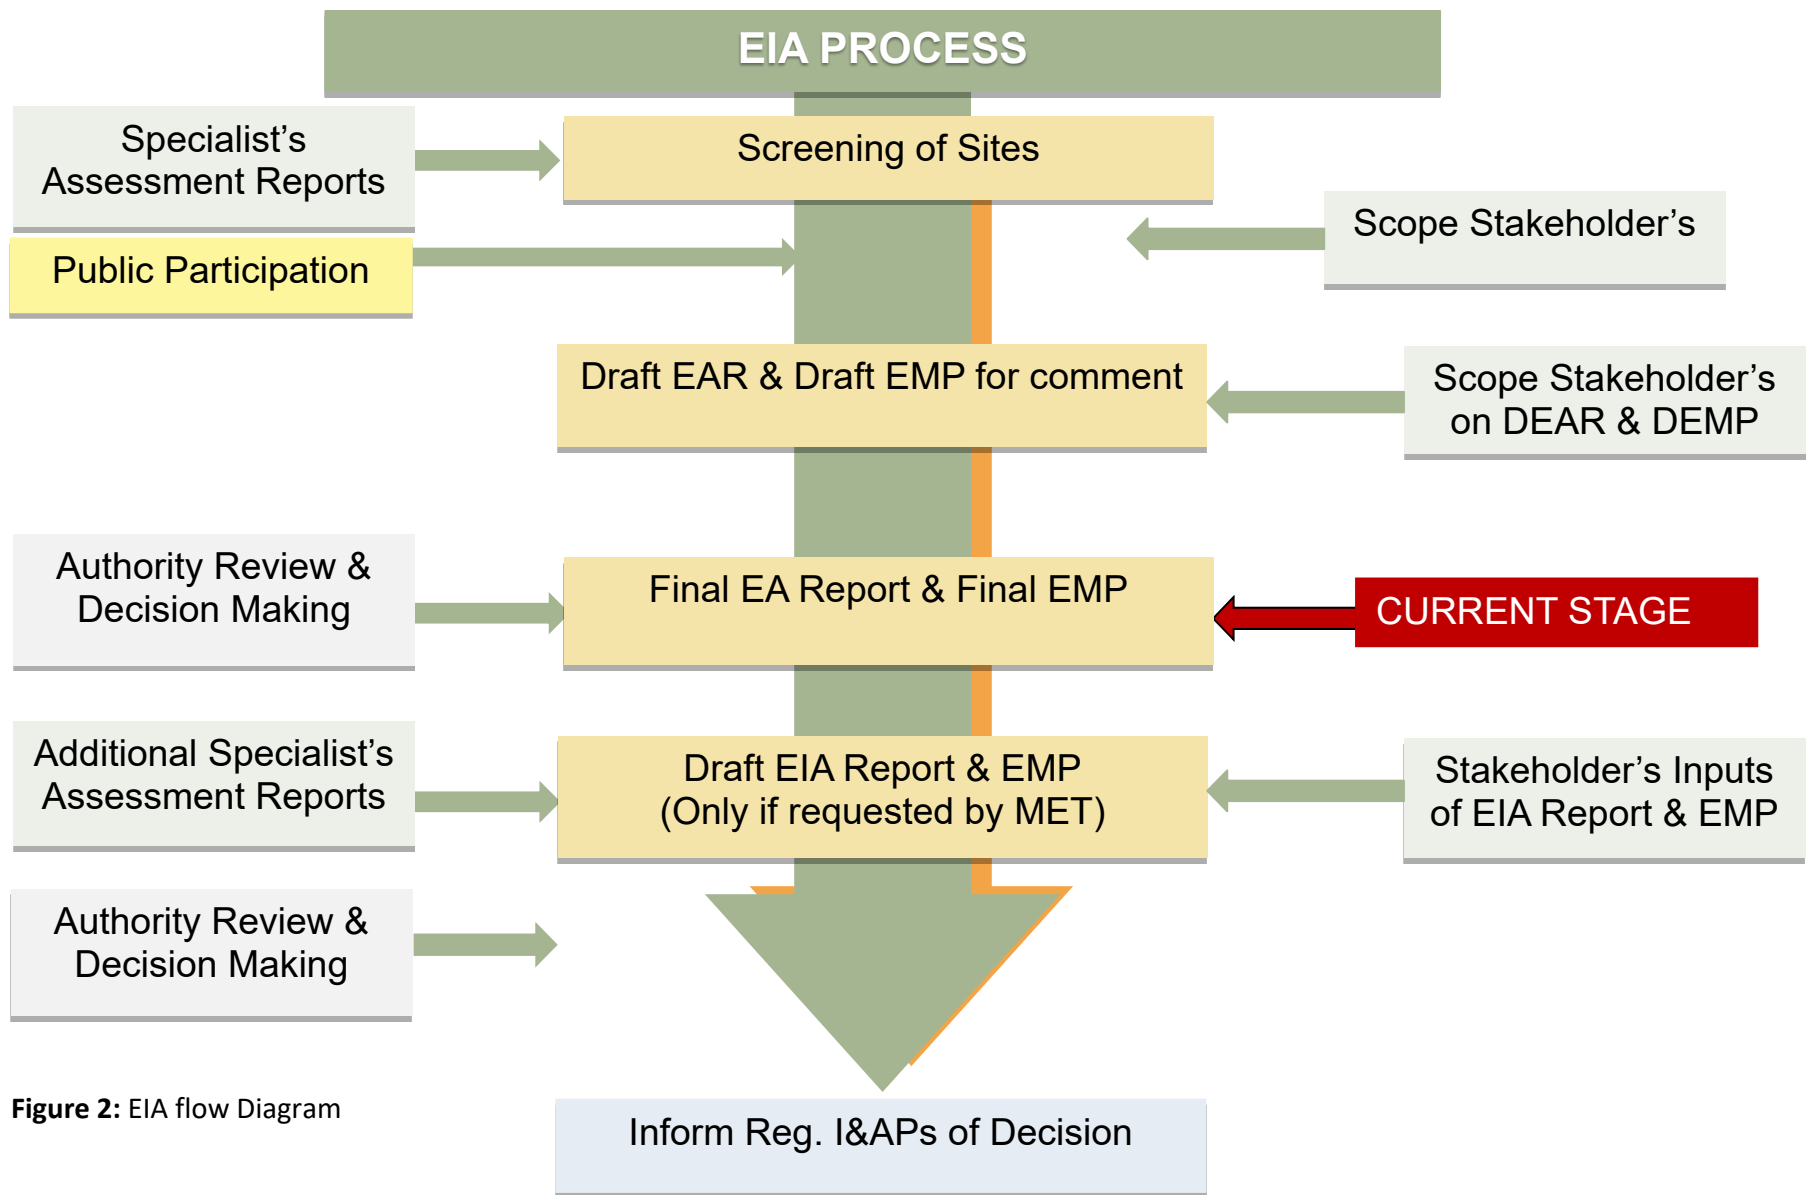 EIA PROCESS
Specialist's
Assessment Reports
Screening of Sites
Scope Stakeholder's
Public Participation
Draft EAR & Draft EMP for comment
Scope Stakeholder's
on DEAR & DEMP
Authority Review &
Decision Making
Final EA Report & Final EMP
CURRENT STAGE
Additional Specialist's
Assessment Reports
Draft EIA Report & EMP
(Only if requested by MET)
Stakeholder's Inputs
of EIA Report & EMP
Authority Review &
Decision Making
Figure 2: EIA flow Diagram
Inform Reg. I&APs of Decision